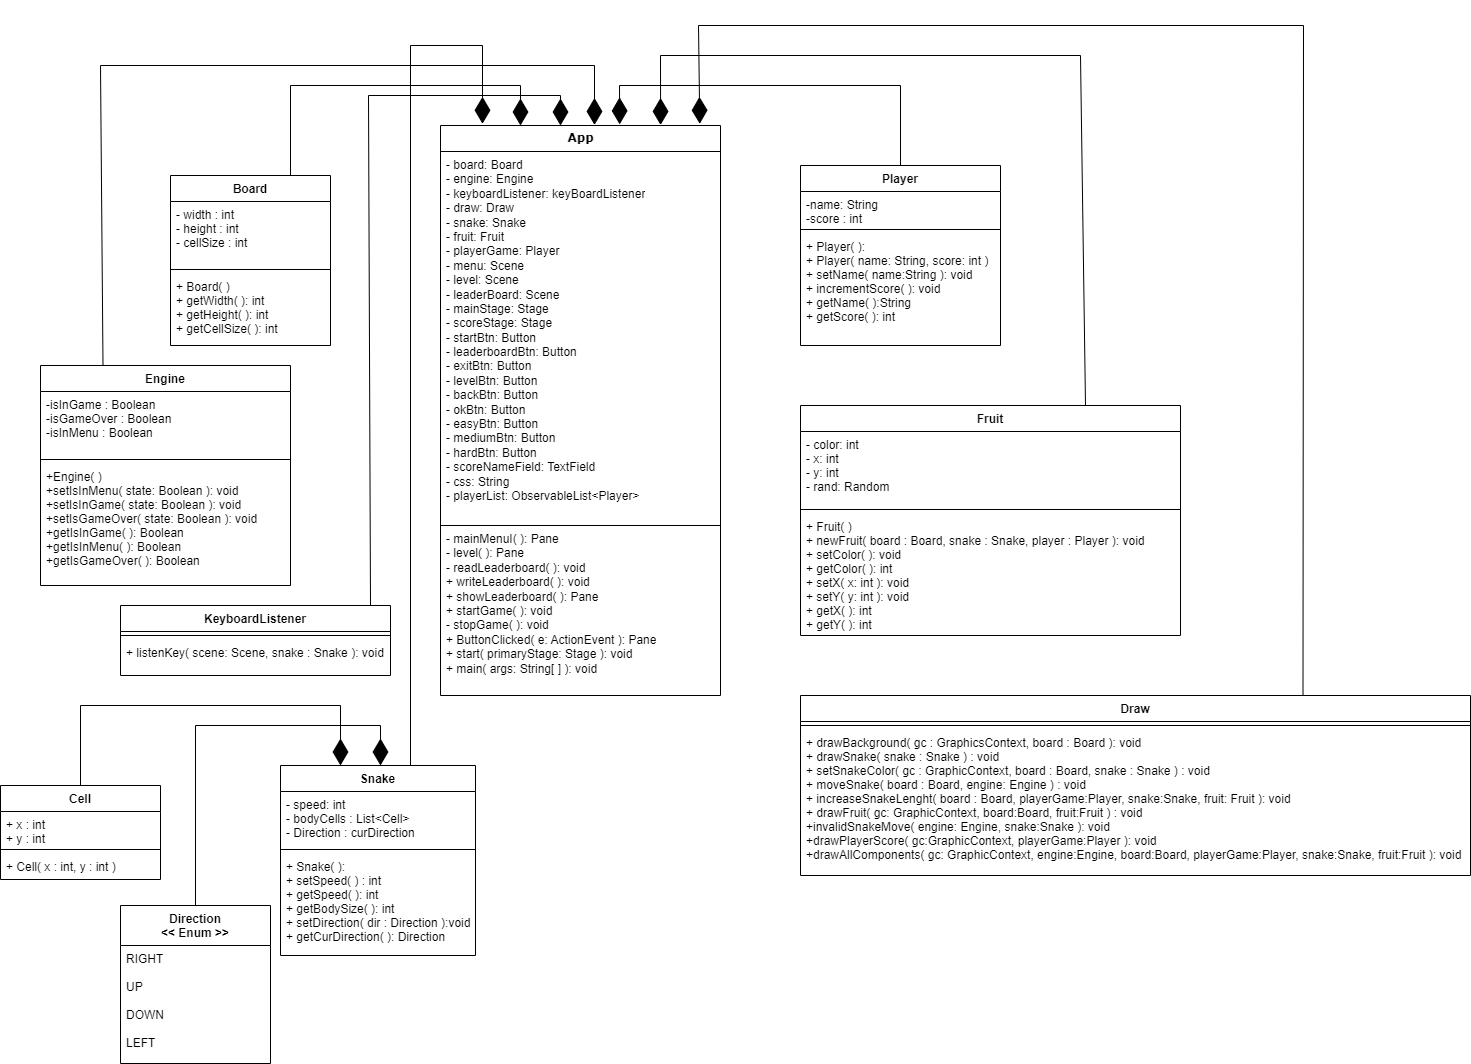 App
- board: Board
- engine: Engine
- keyboardListener: keyBoardListener
- draw: Draw
- snake: Snake
- fruit: Fruit
- playerGame: Player
- menu: Scene
- level: Scene
- leaderBoard: Scene
- mainStage: Stage
- scoreStage: Stage
- startBtn: Button
- leaderboardBtn: Button
- exitBtn: Button
- levelBtn: Button
- backBtn: Button
- okBtn: Button
- easyBtn: Button
- mediumBtn: Button
- hardBtn: Button
- scoreNameField: TextField
- css: String
- playerList: ObservableList<Player>
- mainMenuI( ): Pane
- level( ): Pane
- readLeaderboard( ): void
+ writeLeaderboard( ): void
+ showLeaderboard( ): Pane
+ startGame( ): void
- stopGame( ): void
+ ButtonClicked( e: ActionEvent ): Pane
+ start( primaryStage: Stage ): void
+ main( args: String[ ] ): void
Board
- width : int
- height : int
- cellSize : int
+ Board( )
+ getWidth( ): int
+ getHeight( ): int
+ getCellSize( ): int
Player
-name: String
-score : int
+ Player( ):
+ Player( name: String, score: int )
+ setName( name:String ): void
+ incrementScore( ): void
+ getName( ):String
+ getScore( ): int
Engine
-isInGame : Boolean
-isGameOver : Boolean
-isInMenu : Boolean
+Engine( )
+setIsInMenu( state: Boolean ): void
+setIsInGame( state: Boolean ): void
+setIsGameOver( state: Boolean ): void
+getIsInGame( ): Boolean
+getIsInMenu( ): Boolean
+getIsGameOver( ): Boolean
Fruit
- color: int
- x: int
- y: int
- rand: Random
+ Fruit( )
+ newFruit( board : Board, snake : Snake, player : Player ): void
+ setColor( ): void
+ getColor( ): int
+ setX( x: int ): void
+ setY( y: int ): void
+ getX( ): int
+ getY( ): int
KeyboardListener
+ listenKey( scene: Scene, snake : Snake ): void
Draw
+ drawBackground( gc : GraphicsContext, board : Board ): void
+ drawSnake( snake : Snake ) : void
+ setSnakeColor( gc : GraphicContext, board : Board, snake : Snake ) : void
+ moveSnake( board : Board, engine: Engine ) : void
+ increaseSnakeLenght( board : Board, playerGame:Player, snake:Snake, fruit: Fruit ): void
+ drawFruit( gc: GraphicContext, board:Board, fruit:Fruit ) : void
+invalidSnakeMove( engine: Engine, snake:Snake ): void
+drawPlayerScore( gc:GraphicContext, playerGame:Player ): void
+drawAllComponents( gc: GraphicContext, engine:Engine, board:Board, playerGame:Player, snake:Snake, fruit:Fruit ): void
Snake
- speed: int
- bodyCells : List<Cell>
- Direction : curDirection
+ Snake( ):
+ setSpeed( ) : int
+ getSpeed( ): int
+ getBodySize( ): int
+ setDirection( dir : Direction ):void
+ getCurDirection( ): Direction
Cell
+ x : int
+ y : int
+ Cell( x : int, y : int )
Direction
<< Enum >>
RIGHT
UP
DOWN
LEFT